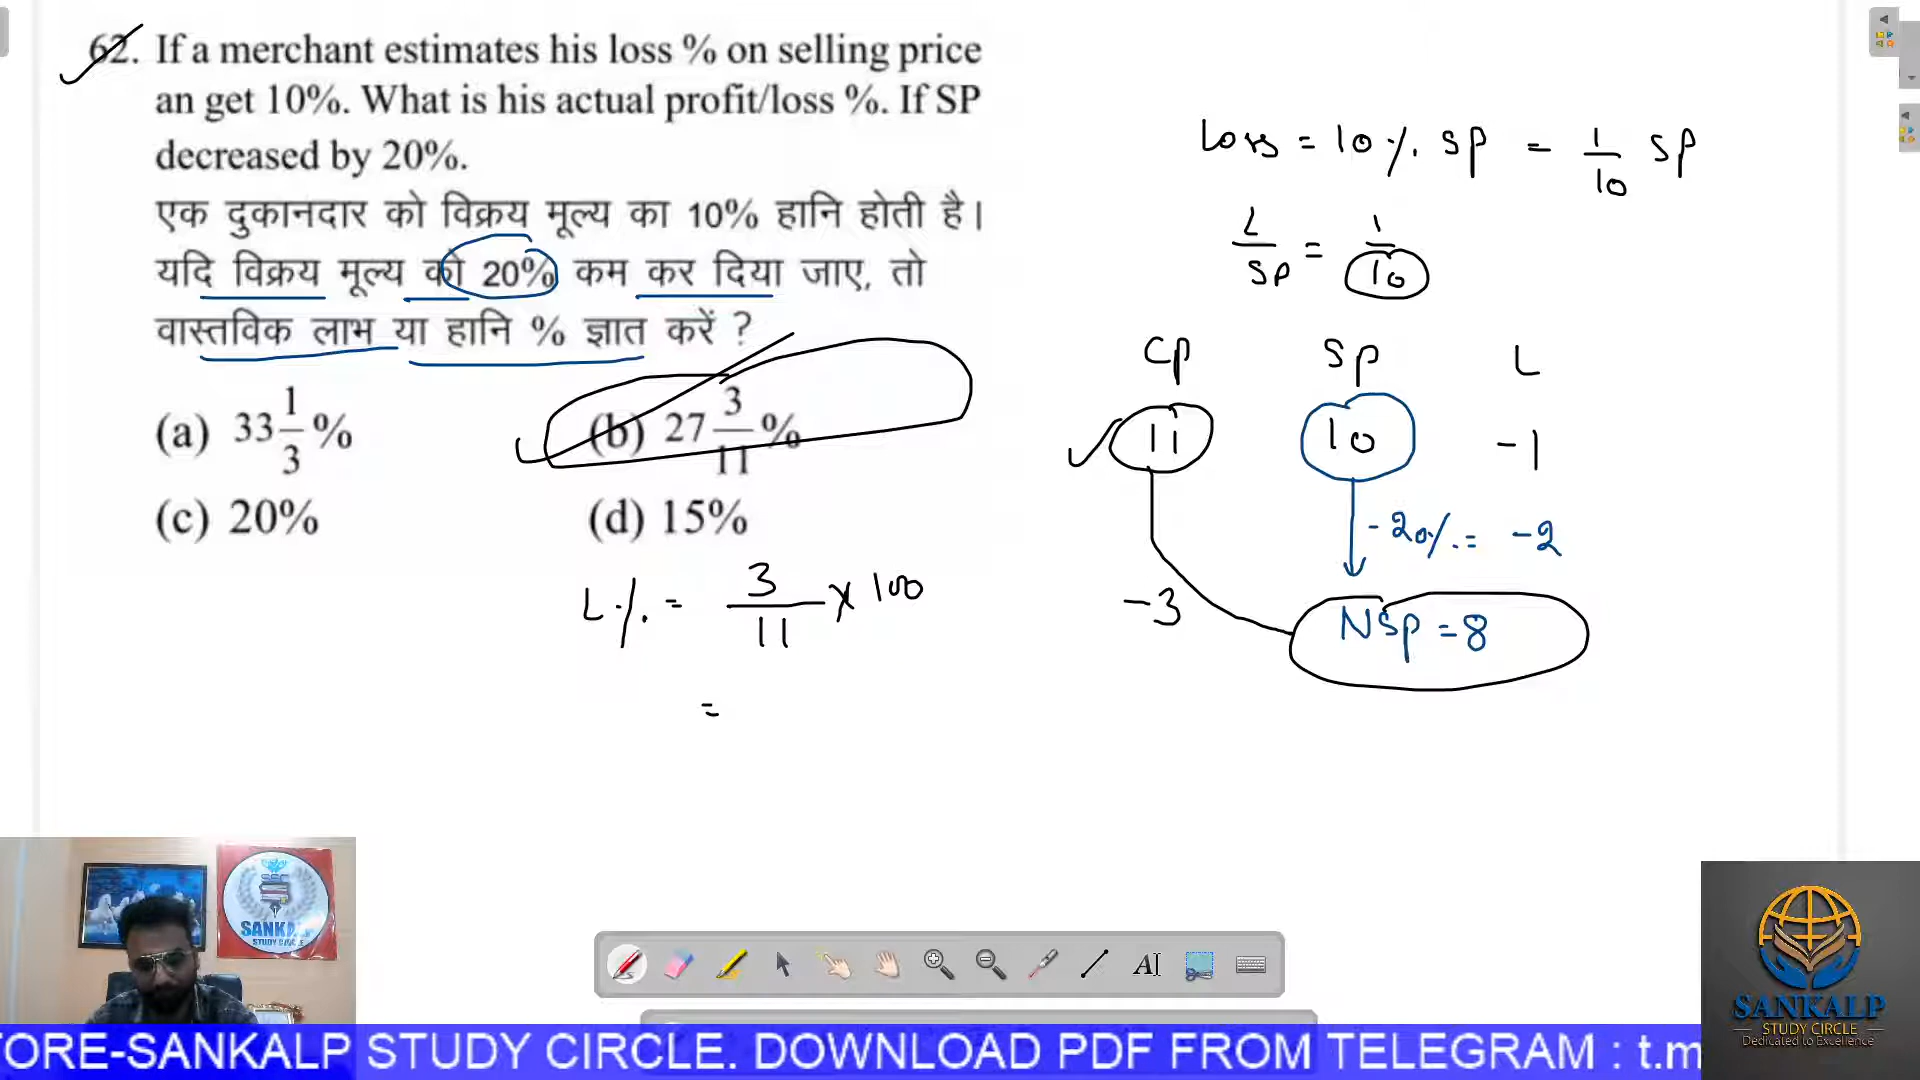 62. If a merchant estimates his loss % on selling price
an get 10%. What is his actual profit/loss %. If SP
decreased by 20%.
एक दुकानदार को विक्रय मूल्य का 10% हानि होती है।
यदि विक्रय मूल्य को 20% कम कर दिया जाए, तो
वास्तविक लाभ या हानि % ज्ञात करें ?
(a) 33 1/3 %
(b) 27 3/11 %
(c) 20%
(d) 15%
L% = 3/11 × 100
=
Loss = 10% SP = 1/10 SP
L/SP = 1/10
CP SP L
11 10 -1
-20% = -2
-3 NSP = 8
SANKALP
STUDY CIRCLE
TORE-SANKALP STUDY CIRCLE. DOWNLOAD PDF FROM TELEGRAM : t.m
SANKALP
STUDY CIRCLE
Dedicated to Excellence